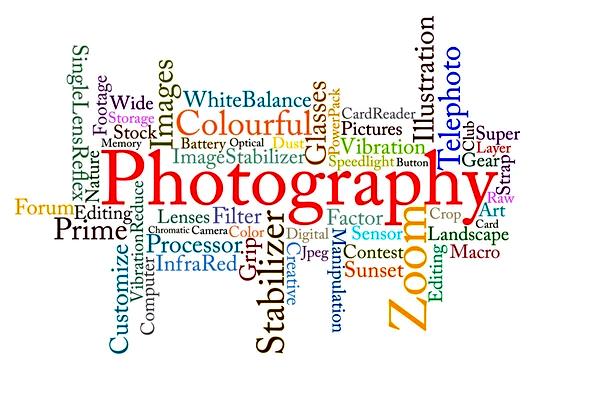 SingleLensReflex
Footage
Wide
Storage
Stock
Memory
Nature
Images
WhiteBalance
Colourful
Battery
Optical
Dust
ImageStabilizer
Glasses
PowerPack
CardReader
Pictures
Vibration
Speedlight
Button
Illustration
Telephoto
Club
Super
Layer
Gear
Strap
Photography
Raw
Forum
Editing
Prime
Customize
VibrationReduce
Computer
Lenses
Filter
Chromatic
Camera
Color
Processor
InfraRed
Grip
Stabilizer
Digital
Creative
Jpeg
Factor
Manipulation
Sensor
Contest
Sunset
Zoom
Crop
Art
Card
Landscape
Editing
Macro